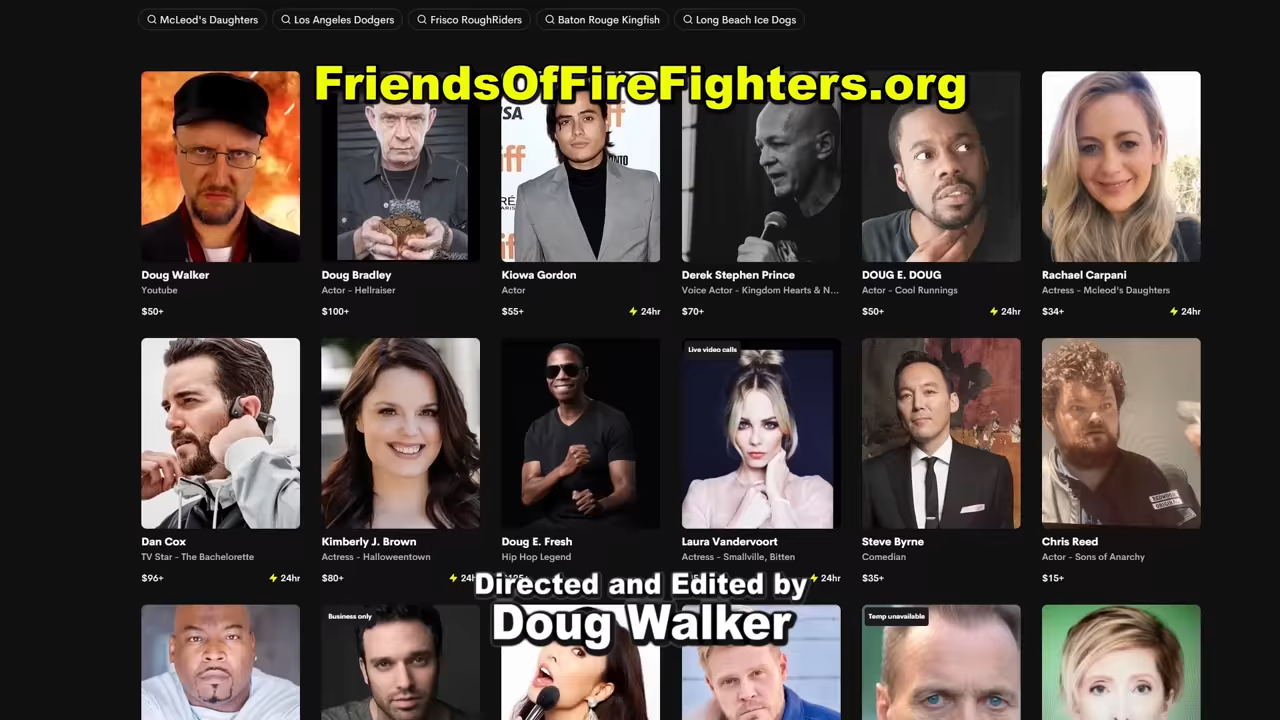 McLeod's Daughters
Los Angeles Dodgers
Frisco RoughRiders
Baton Rouge Kingfish
Long Beach Ice Dogs
FriendsOfFireFighters.org
Doug Walker
Youtube
$50+
Doug Bradley
Actor - Hellraiser
$100+
Kiowa Gordon
Actor
$55+
24hr
Derek Stephen Prince
Voice Actor - Kingdom Hearts & N...
$70+
DOUG E. DOUG
Actor - Cool Runnings
$50+
24hr
Rachael Carpani
Actress - Mcleod's Daughters
$34+
24hr
Dan Cox
TV Star - The Bachelorette
$96+
24hr
Kimberly J. Brown
Actress - Halloweentown
$80+
Doug E. Fresh
Hip Hop Legend
Live video calls
Laura Vandervoort
Actress - Smallville, Bitten
24hr
Steve Byrne
Comedian
$35+
Chris Reed
Actor - Sons of Anarchy
$15+
Directed and Edited by
Doug Walker
Business only
Temp unavailable